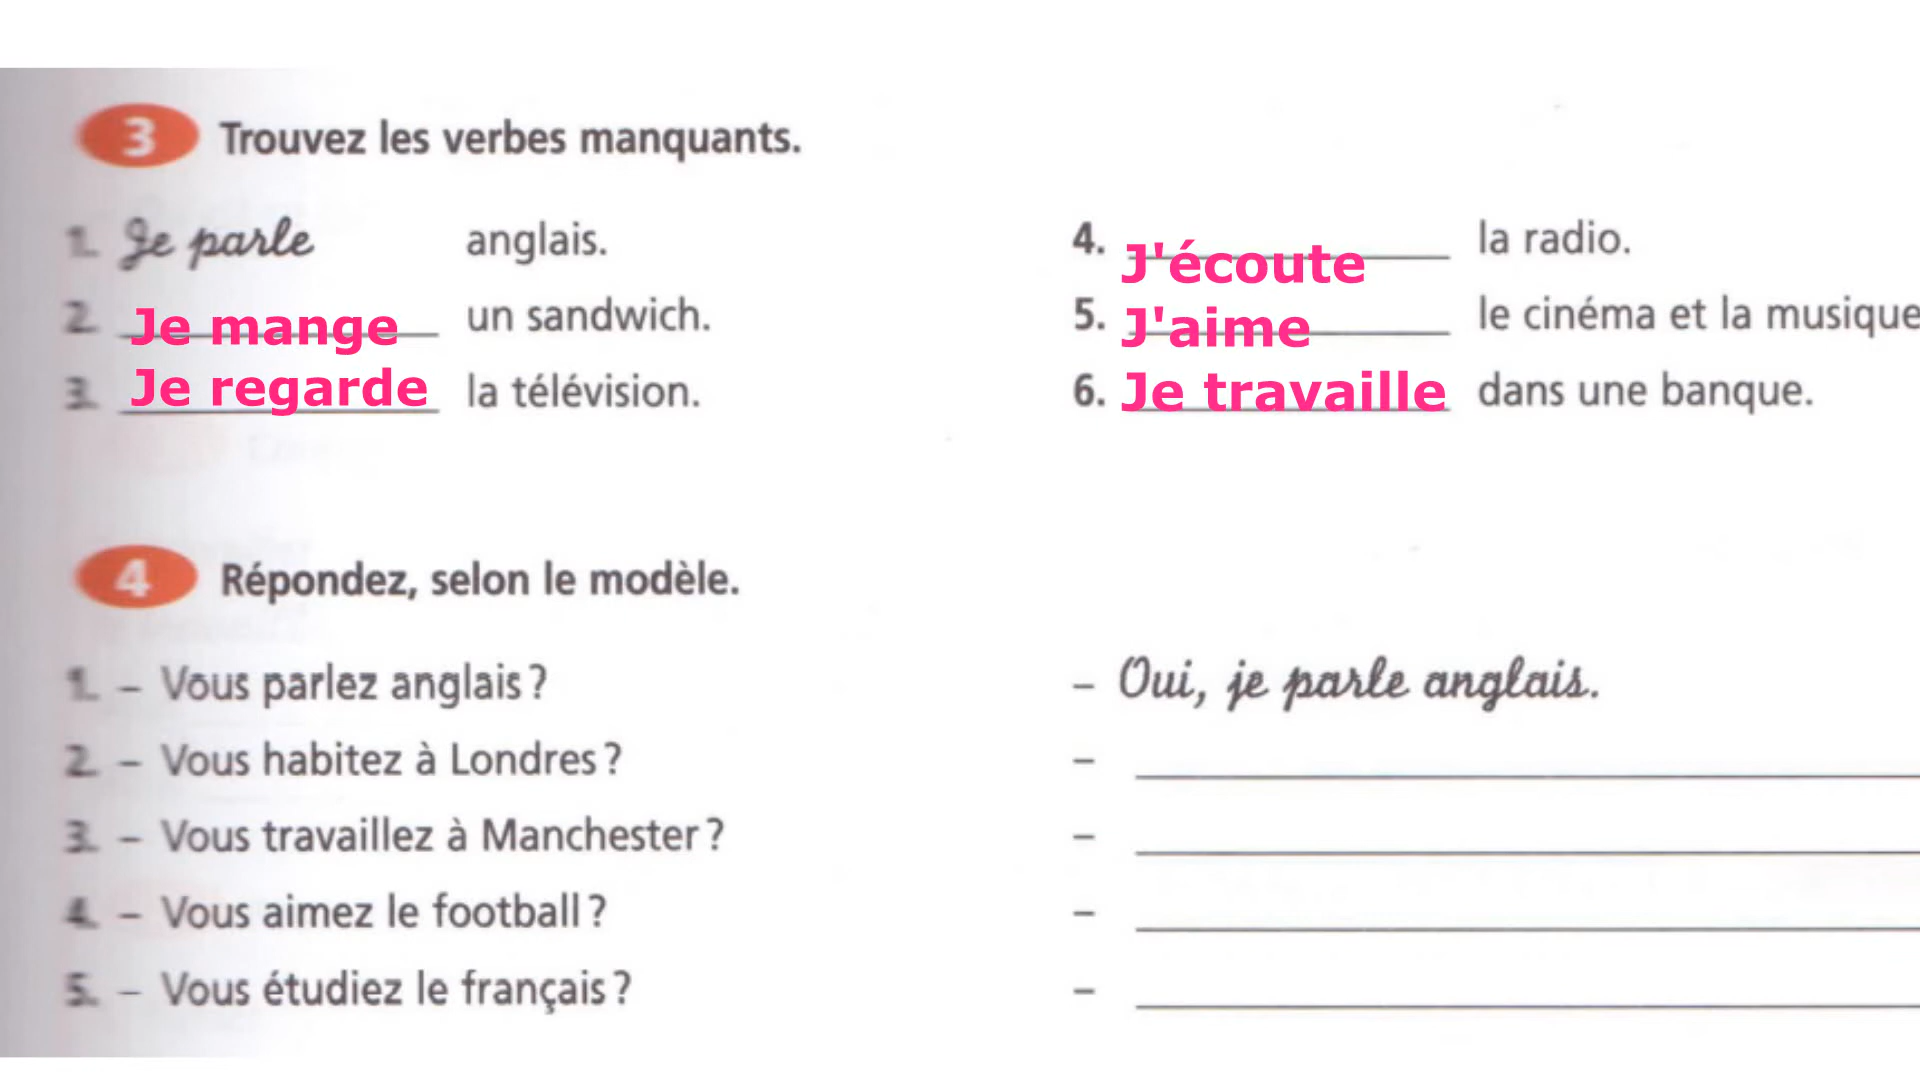 3 Trouvez les verbes manquants.
1. Je parle anglais.
2. Je mange un sandwich.
3. Je regarde la télévision.
4. J'écoute la radio.
5. J'aime le cinéma et la musique
6. Je travaille dans une banque.
4 Répondez, selon le modèle.
1. – Vous parlez anglais ?
– Oui, je parle anglais.
2. – Vous habitez à Londres ?
–
3. – Vous travaillez à Manchester ?
–
4. – Vous aimez le football ?
–
5. – Vous étudiez le français ?
–